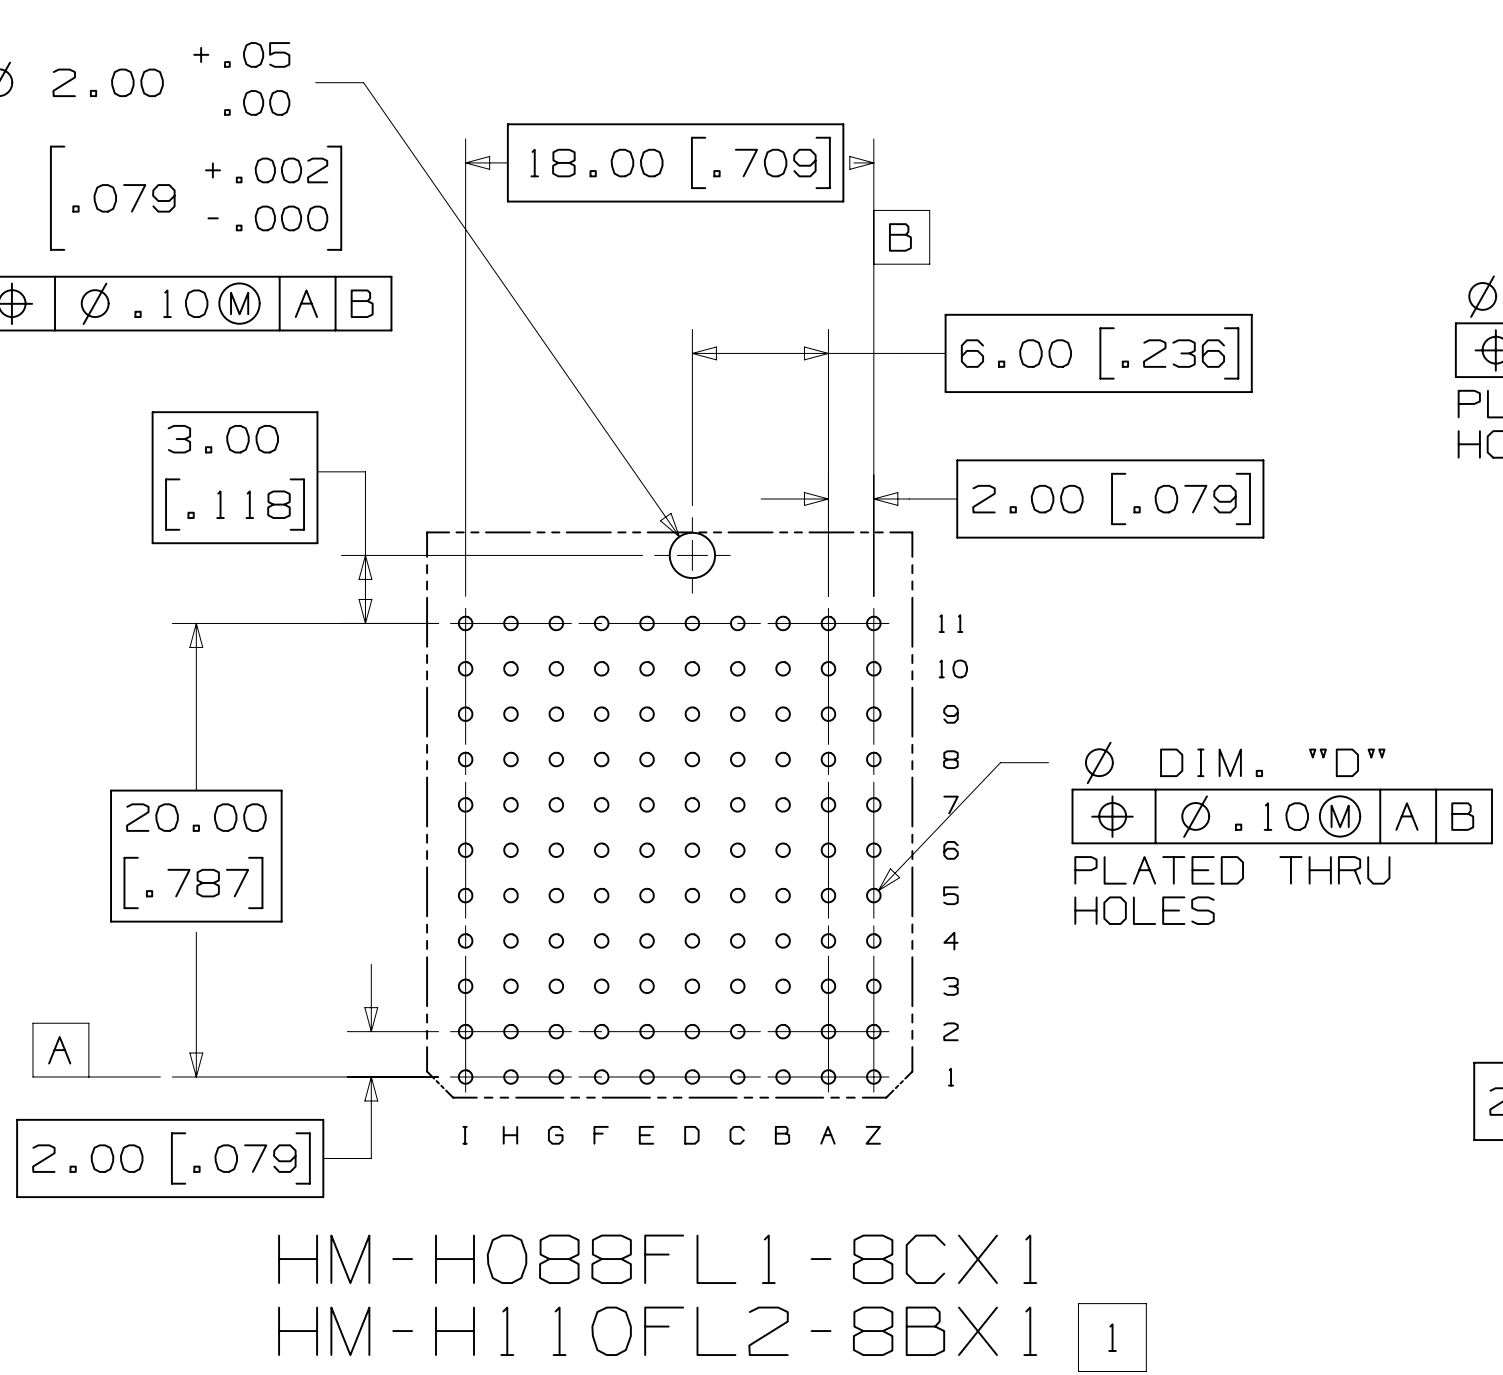 Ø 2.00 +.05
.00
[.079 +.002
-.000]
⌖ Ø .10 Ⓜ A B
18.00 [.709]
B
6.00 [.236]
3.00
[.118]
2.00 [.079]
11
10
9
8
7
6
5
4
3
2
1
Ø DIM. "D"
⌖ Ø .10 Ⓜ A B
PLATED THRU
HOLES
20.00
[.787]
A
2.00 [.079]
I H G F E D C B A Z
HM-H088FL1-8CX1
HM-H110FL2-8BX1 1
Ø
⌖